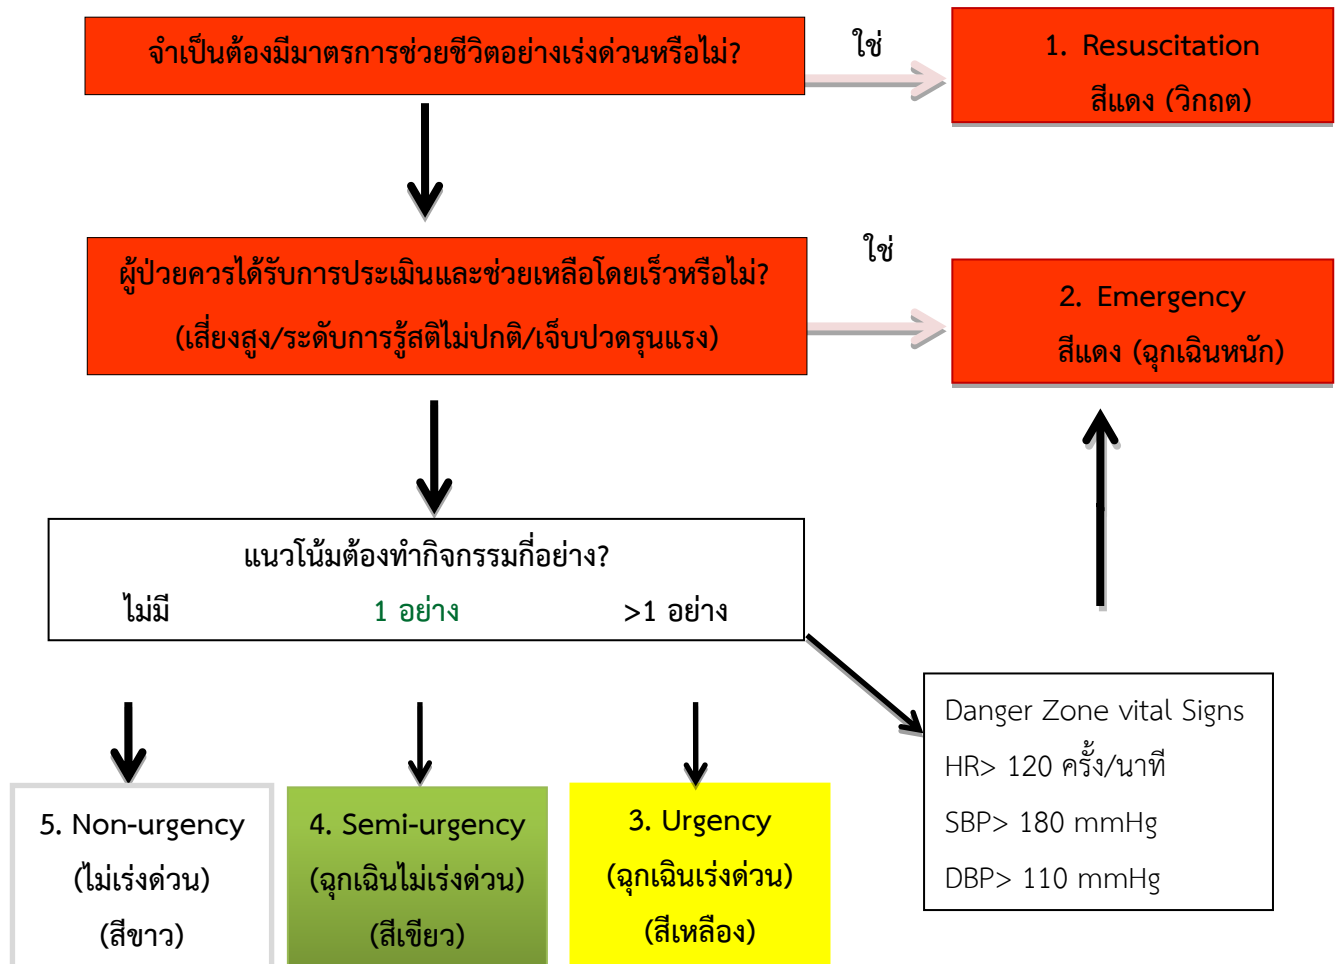 จำเป็นต้องมีมาตรการช่วยชีวิตอย่างเร่งด่วนหรือไม่?
ใช่
1. Resuscitation
สีแดง (วิกฤต)
ผู้ป่วยควรได้รับการประเมินและช่วยเหลือโดยเร็วหรือไม่?
(เสี่ยงสูง/ระดับการรู้สติไม่ปกติ/เจ็บปวดรุนแรง)
ใช่
2. Emergency
สีแดง (ฉุกเฉินหนัก)
แนวโน้มต้องทำกิจกรรมกี่อย่าง?
ไม่มี 1 อย่าง >1 อย่าง
Danger Zone vital Signs
HR> 120 ครั้ง/นาที
SBP> 180 mmHg
DBP> 110 mmHg
5. Non-urgency
(ไม่เร่งด่วน)
(สีขาว)
4. Semi-urgency
(ฉุกเฉินไม่เร่งด่วน)
(สีเขียว)
3. Urgency
(ฉุกเฉินเร่งด่วน)
(สีเหลือง)